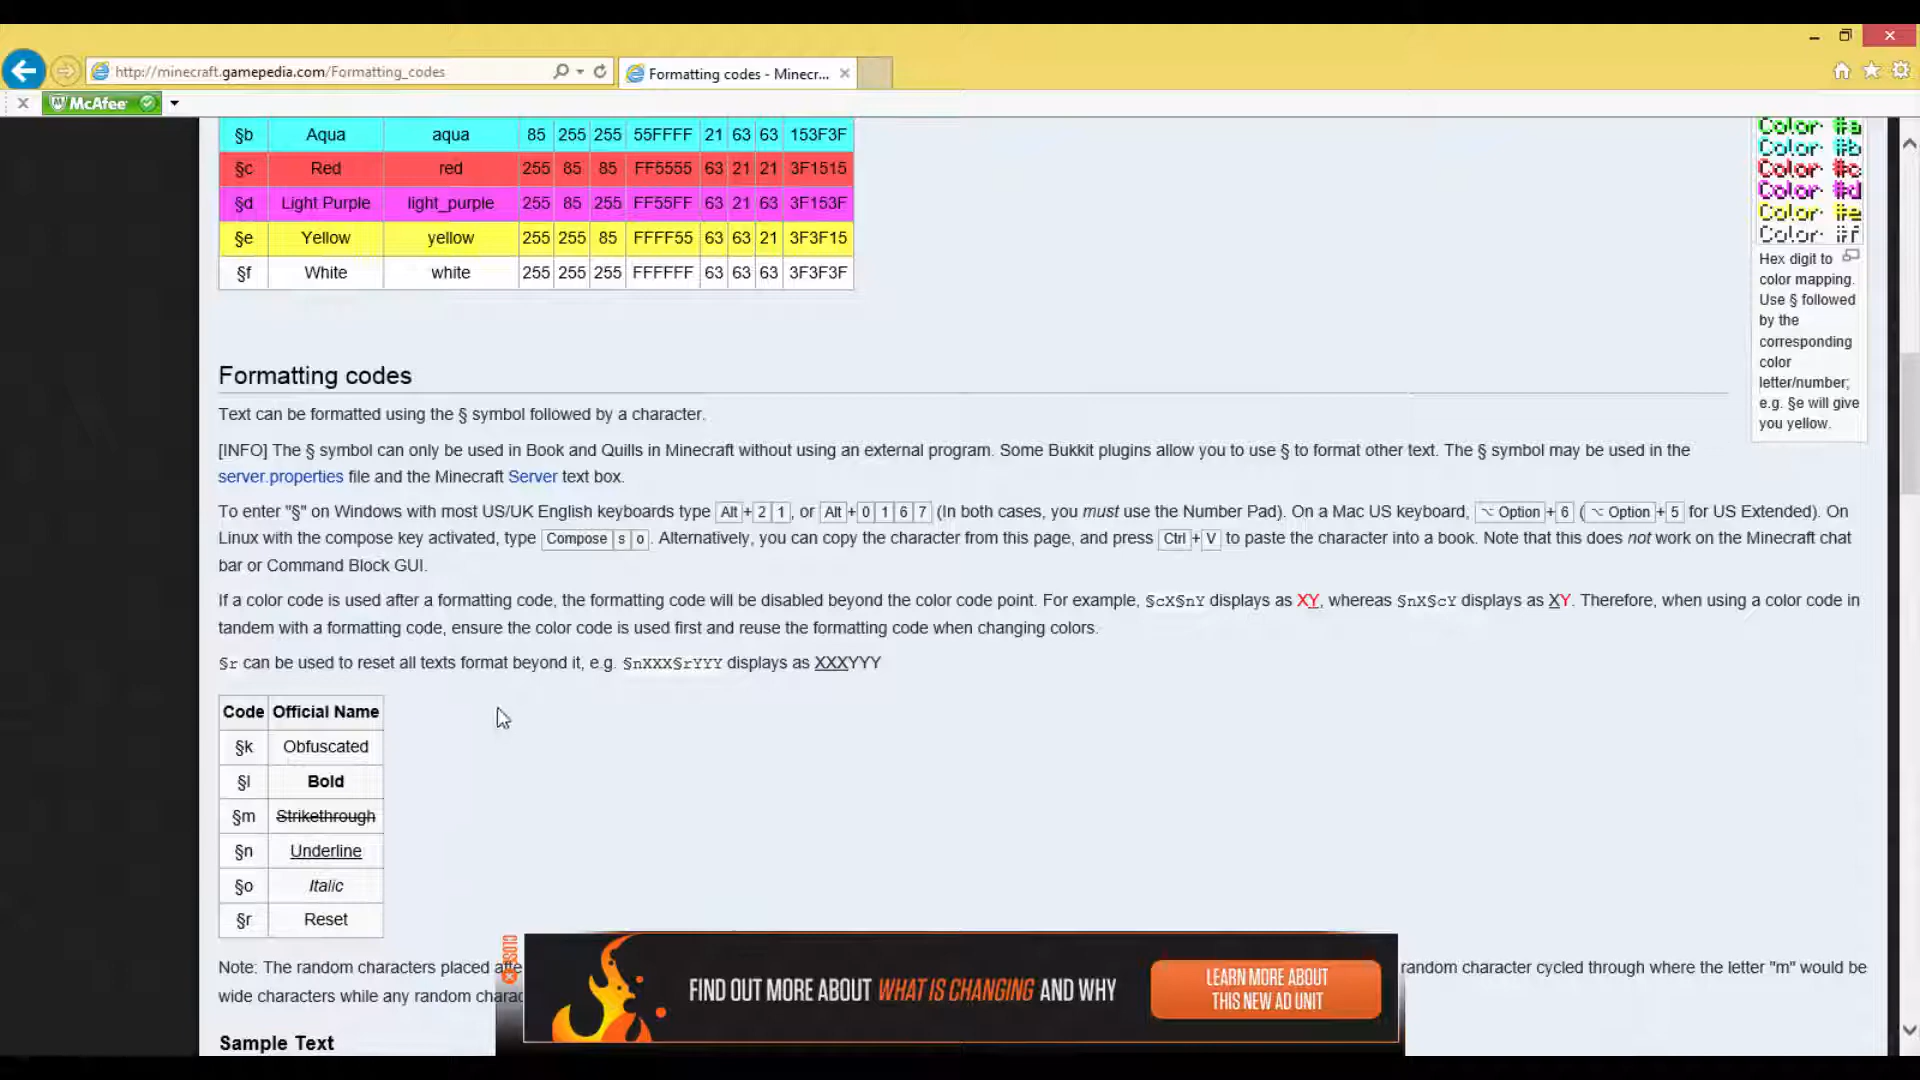 http://minecraft.gamepedia.com/Formatting_codes
Formatting codes - Minecr...
McAfee
§b Aqua aqua 85 255 255 55FFFF 21 63 63 153F3F
§c Red red 255 85 85 FF5555 63 21 21 3F1515
§d Light Purple light_purple 255 85 255 FF55FF 63 21 63 3F153F
§e Yellow yellow 255 255 85 FFFF55 63 63 21 3F3F15
§f White white 255 255 255 FFFFFF 63 63 63 3F3F3F
Color #a
Color #b
Color #c
Color #d
Color #e
Color #f
Hex digit to
color mapping.
Use § followed
by the
corresponding
color
letter/number;
e.g. §e will give
you yellow.
Formatting codes
Text can be formatted using the § symbol followed by a character.
[INFO] The § symbol can only be used in Book and Quills in Minecraft without using an external program. Some Bukkit plugins allow you to use § to format other text. The § symbol may be used in the
server.properties file and the Minecraft Server text box.
To enter "§" on Windows with most US/UK English keyboards type Alt+2 1, or Alt+0 1 6 7 (In both cases, you must use the Number Pad). On a Mac US keyboard, ⌥ Option+6 (⌥ Option+5 for US Extended). On
Linux with the compose key activated, type Compose s o. Alternatively, you can copy the character from this page, and press Ctrl+V to paste the character into a book. Note that this does not work on the Minecraft chat
bar or Command Block GUI.
If a color code is used after a formatting code, the formatting code will be disabled beyond the color code point. For example, §cX§nY displays as XY, whereas §nX§cY displays as XY. Therefore, when using a color code in
tandem with a formatting code, ensure the color code is used first and reuse the formatting code when changing colors.
§r can be used to reset all texts format beyond it, e.g. §nXXX§rYYY displays as XXXYYY
Code Official Name
§k Obfuscated
§l Bold
§m Strikethrough
§n Underline
§o Italic
§r Reset
Note: The random characters placed afte random character cycled through where the letter "m" would be
wide characters while any random charac
CLOSE
FIND OUT MORE ABOUT WHAT IS CHANGING AND WHY
LEARN MORE ABOUT
THIS NEW AD UNIT
Sample Text